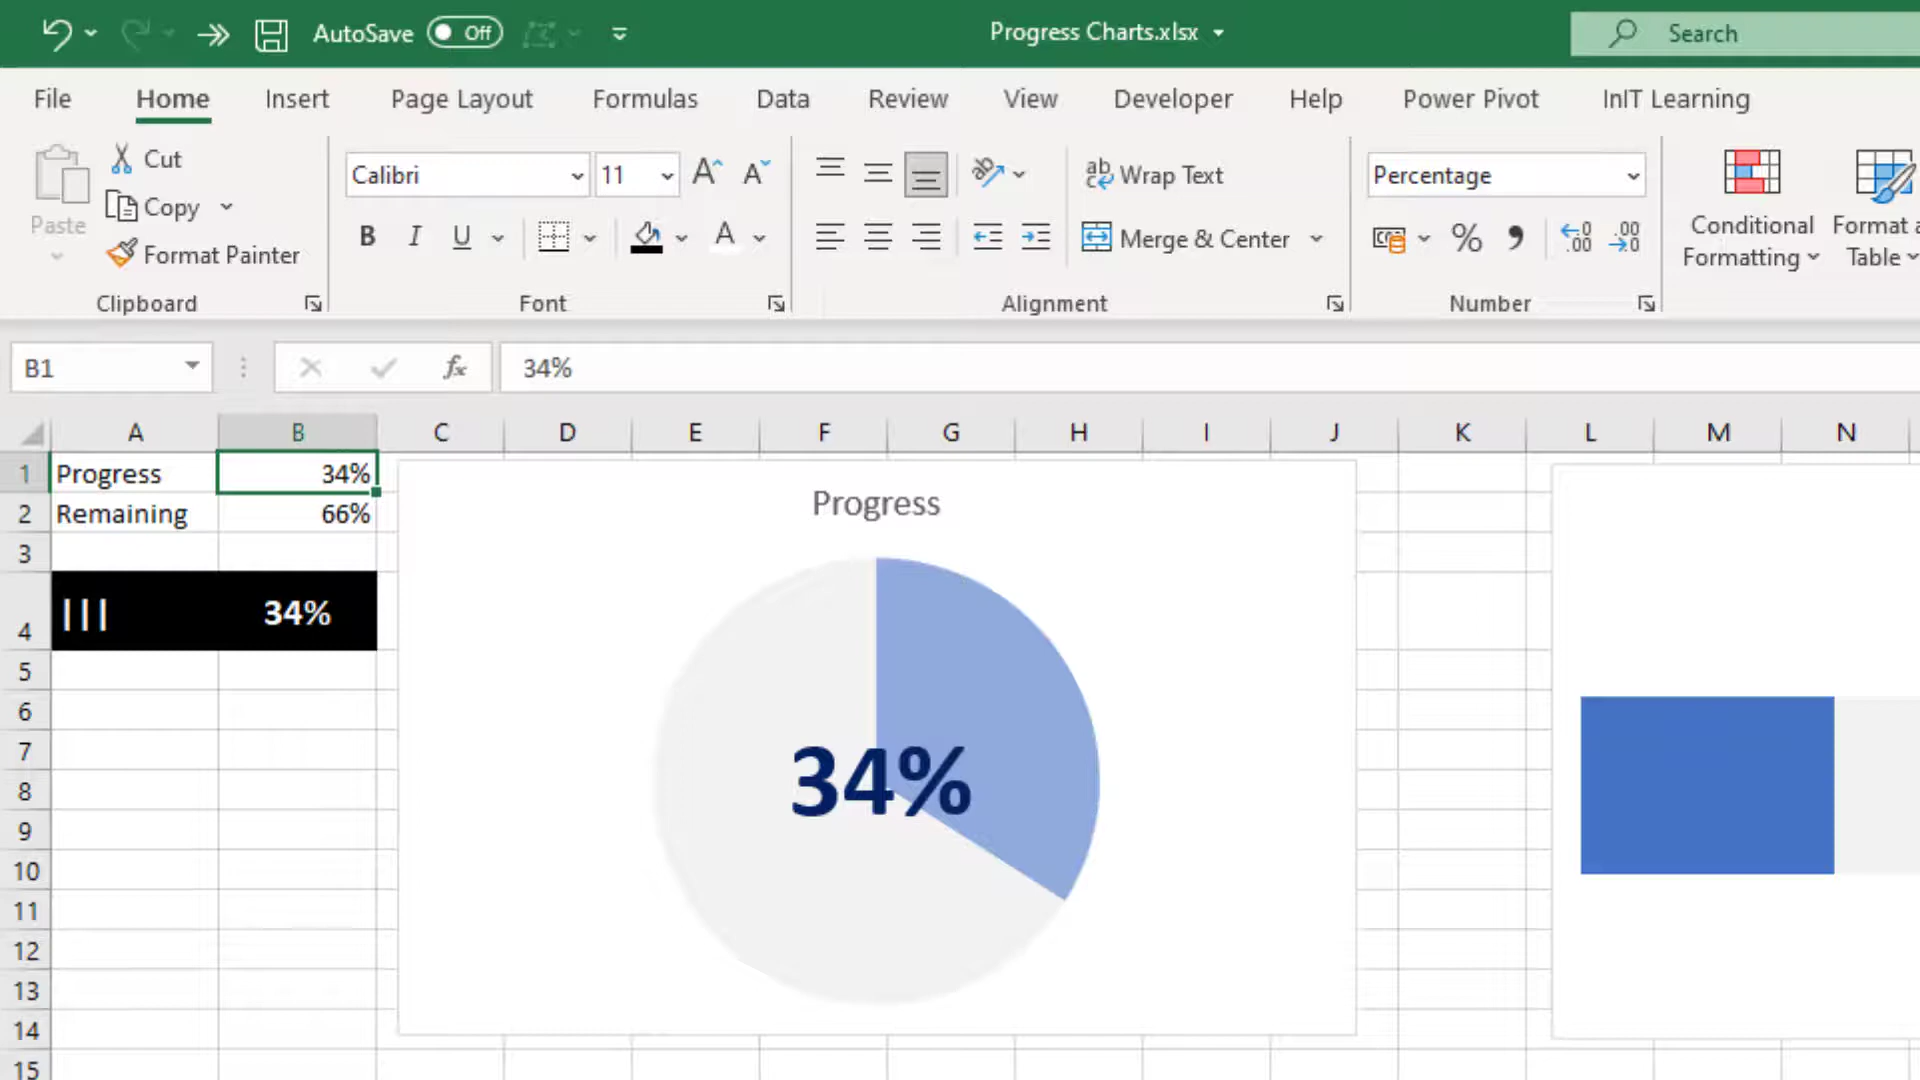 AutoSave Off Progress Charts.xlsx Search
File Home Insert Page Layout Formulas Data Review View Developer Help Power Pivot InIT Learning
Paste
Cut
Copy
Format Painter
Clipboard
Calibri 11
B I U A
Font
Wrap Text
Merge & Center
Alignment
Percentage
% .00 .00
Number
Conditional
Formatting
Format a
Table
B1 fx 34%
A B C D E F G H I J K L M N
1 Progress 34%
2 Remaining 66%
3
4 ||| 34%
5
6
7
8
9
10
11
12
13
14
15
Progress
34%